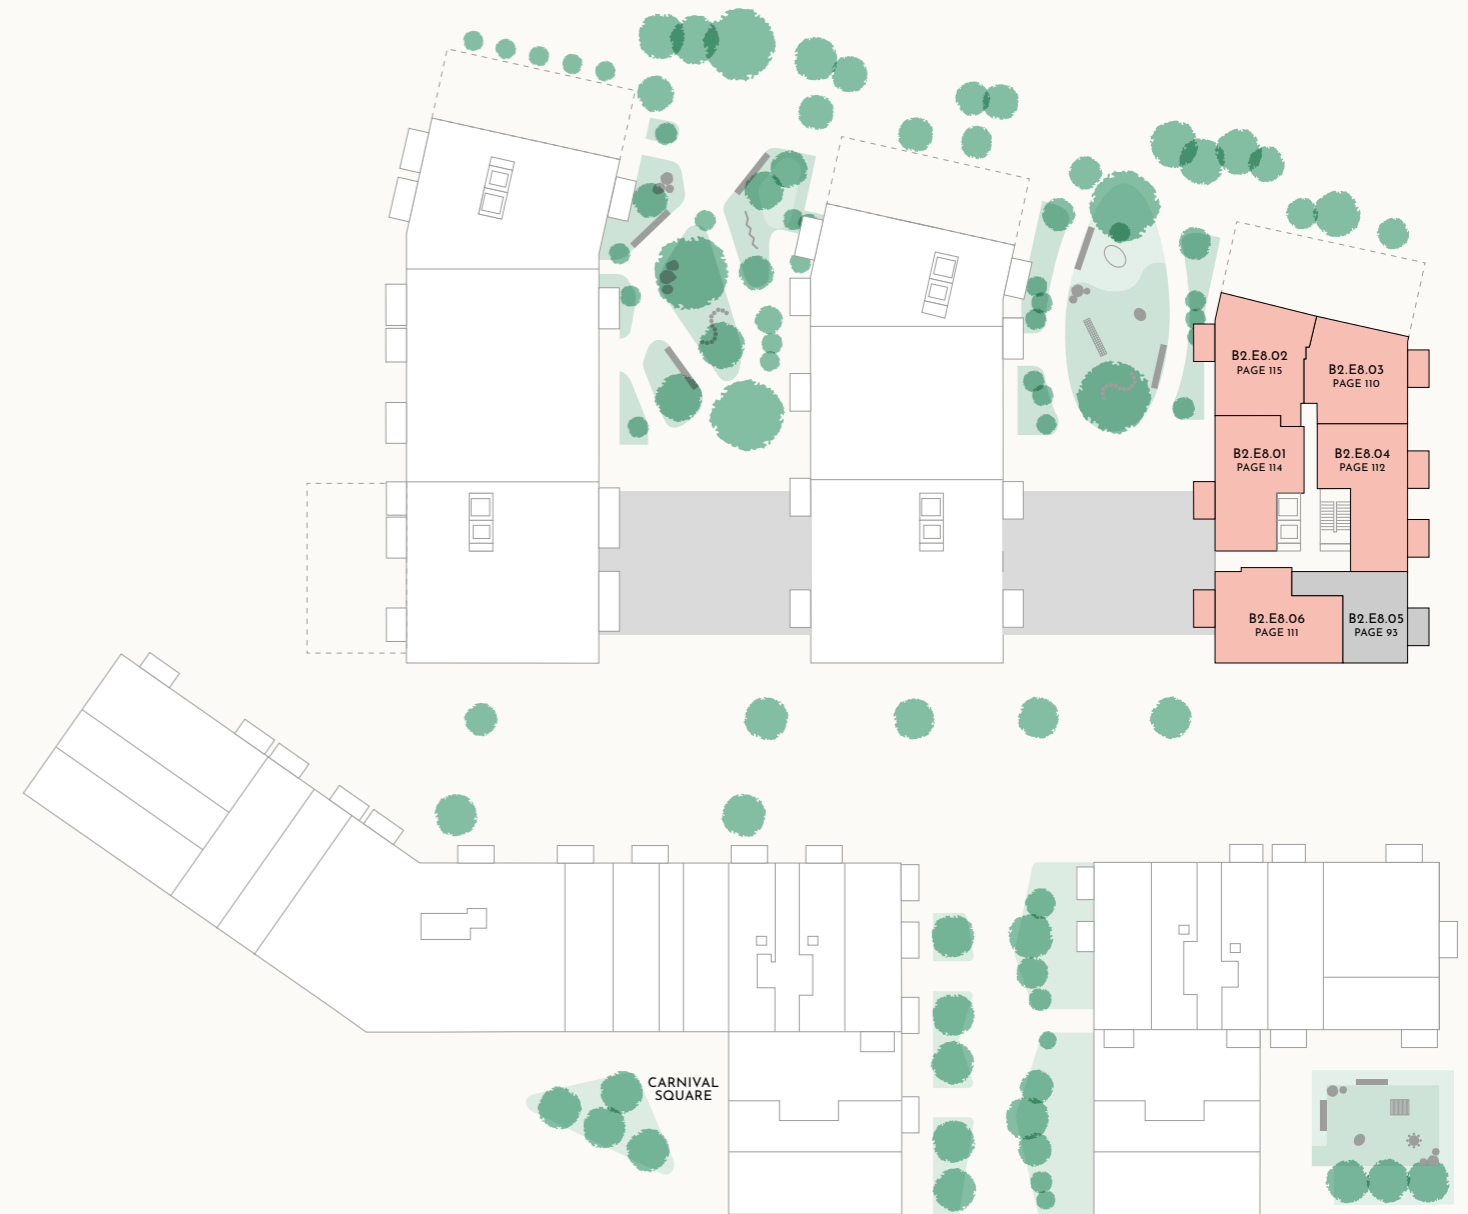 B2.E8.02
PAGE 115
B2.E8.03
PAGE 110
B2.E8.01
PAGE 114
B2.E8.04
PAGE 112
B2.E8.06
PAGE 111
B2.E8.05
PAGE 93
CARNIVAL
SQUARE